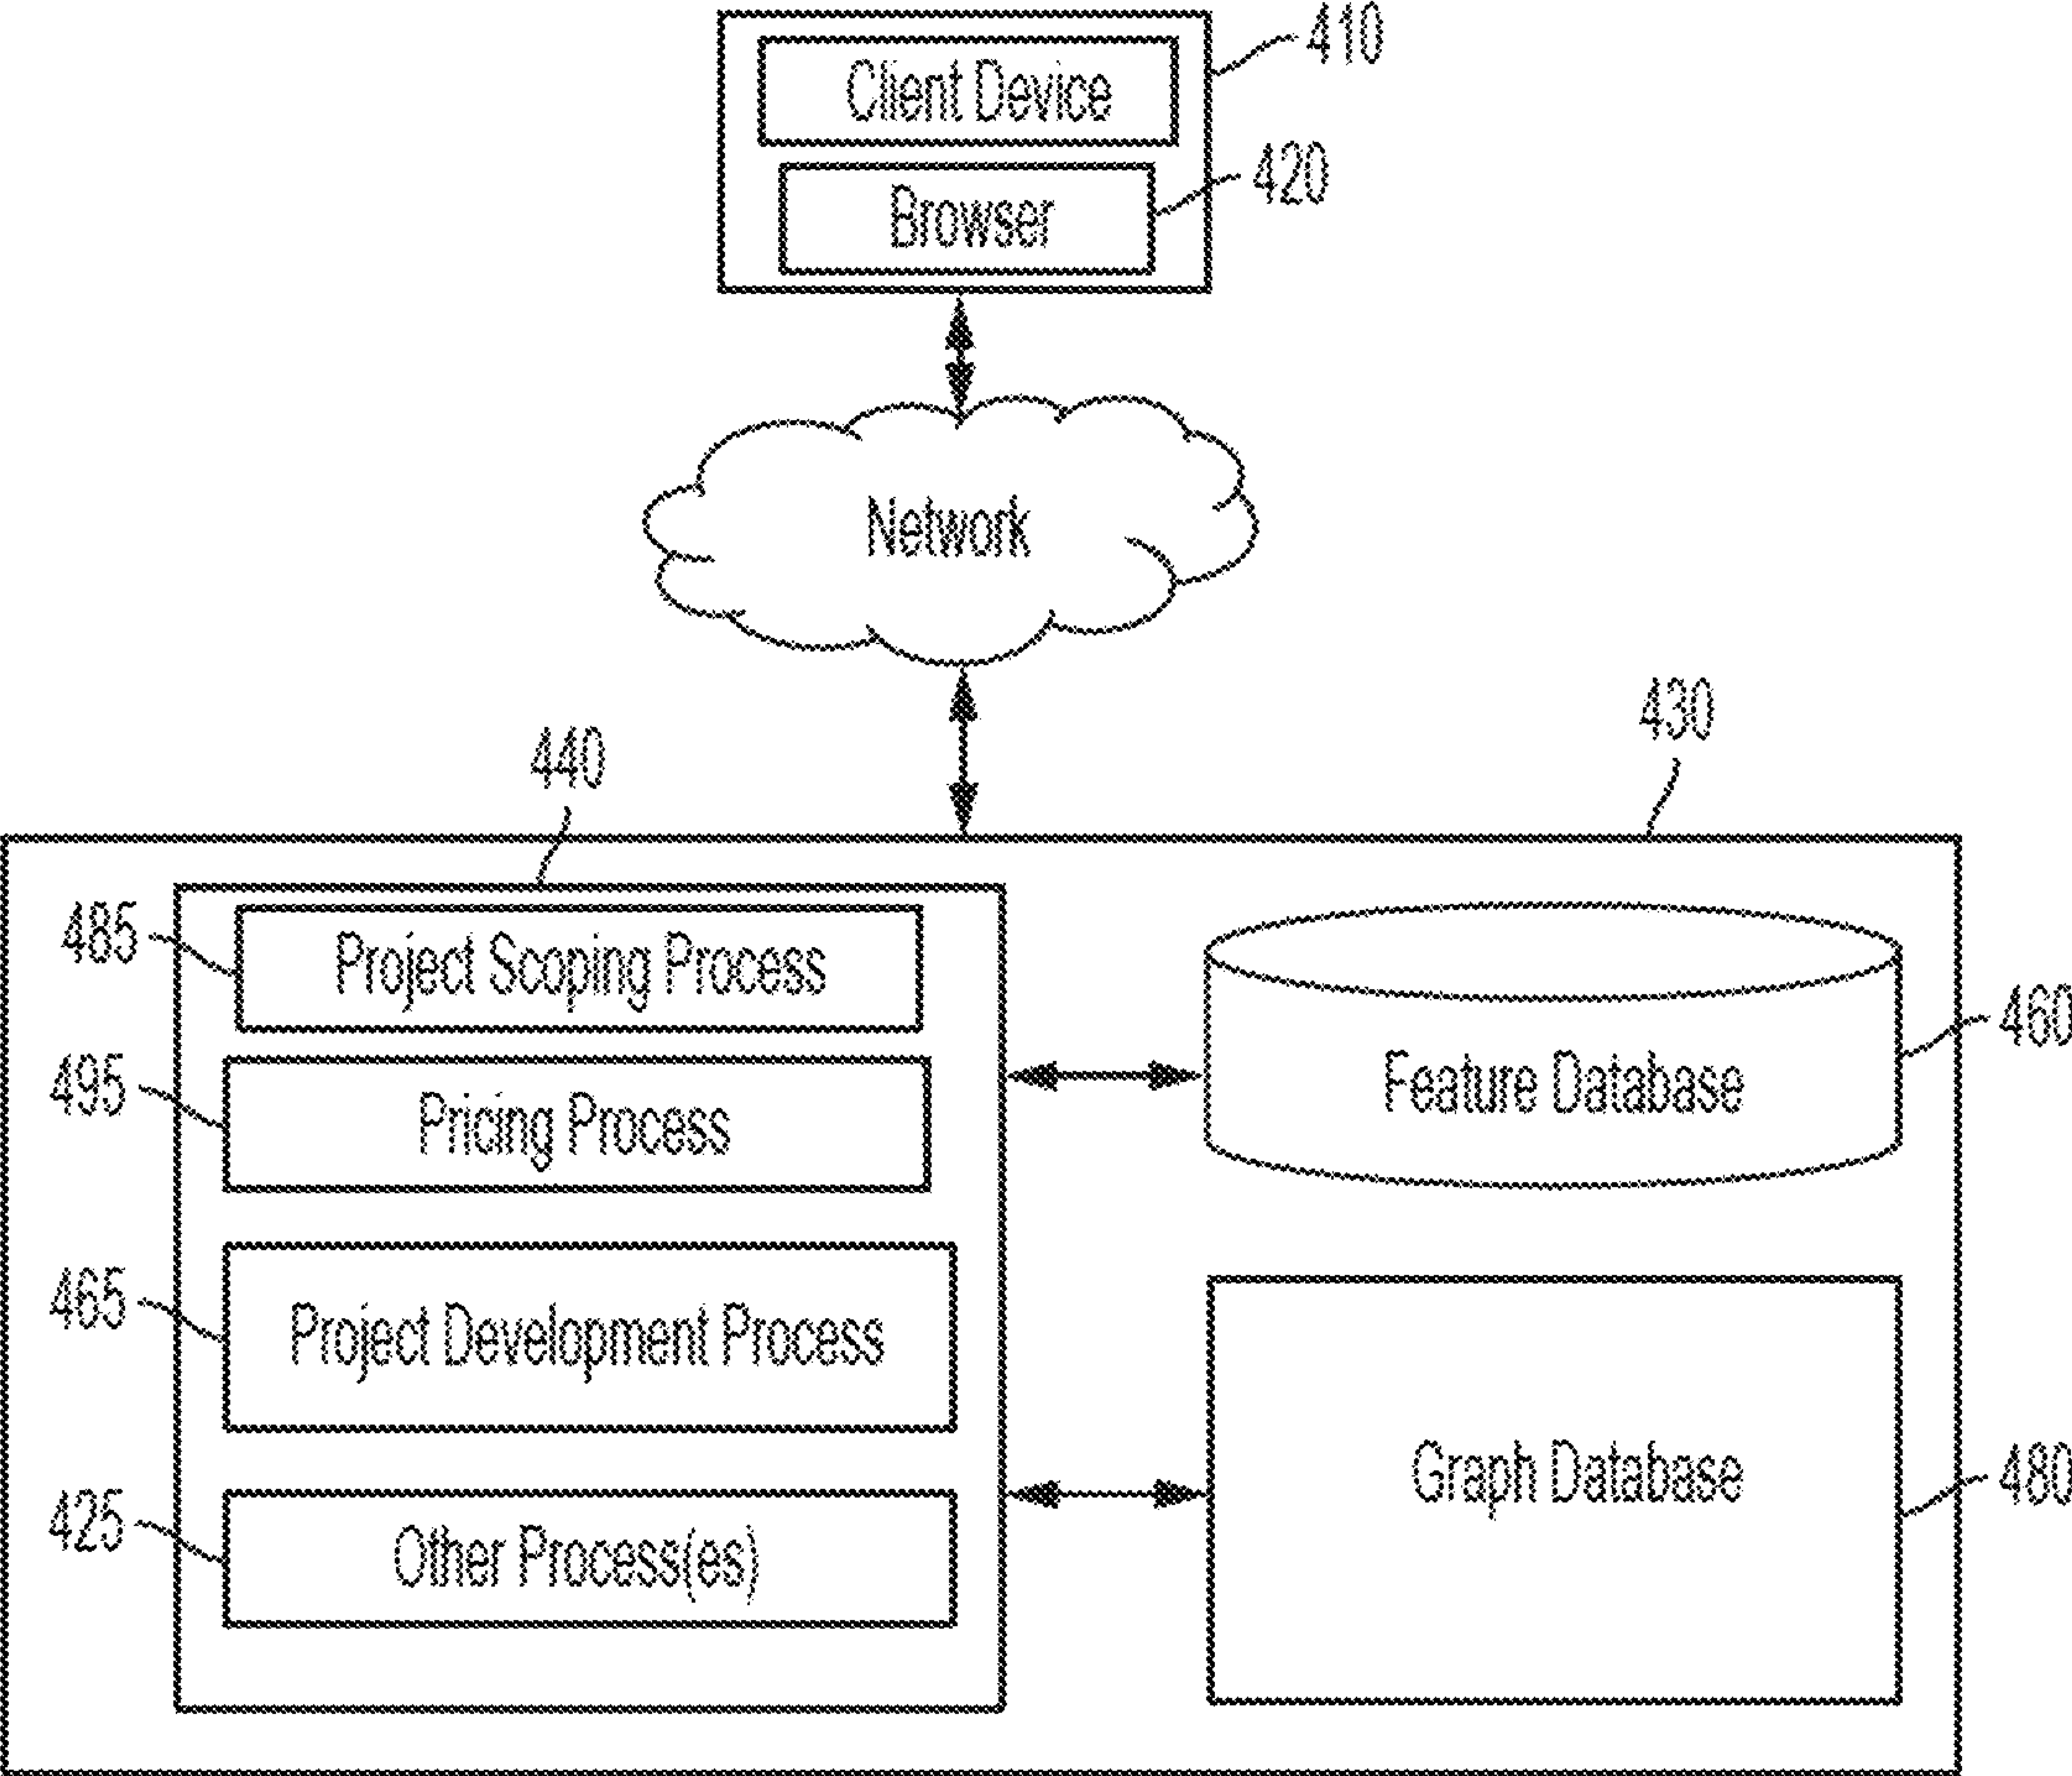 410
Client Device
420
Browser
Network
430
440
485
Project Scoping Process
460
Feature Database
495
Pricing Process
465
Project Development Process
480
Graph Database
425
Other Process(es)